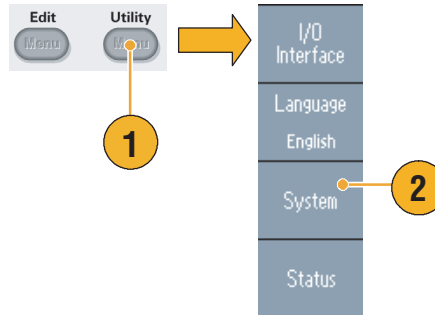 Edit Utility
Menu Menu
1
I/O
Interface
Language
English
System
2
Status